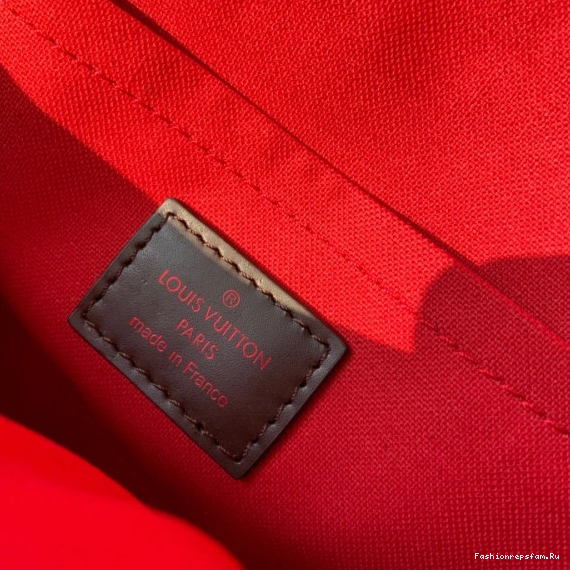 ®
LOUIS VUITTON
PARIS
made in France
Fashionrepsfam.Ru